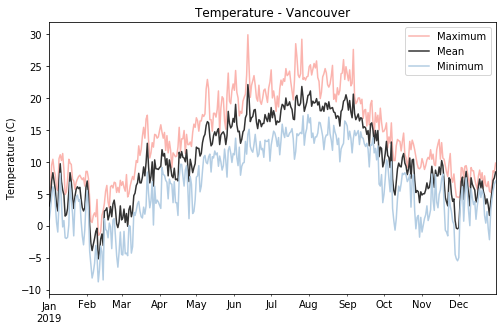 Temperature - Vancouver
Temperature (C)
30
25
20
15
10
5
0
−5
−10
Maximum
Mean
Minimum
Jan Feb Mar Apr May Jun Jul Aug Sep Oct Nov Dec
2019